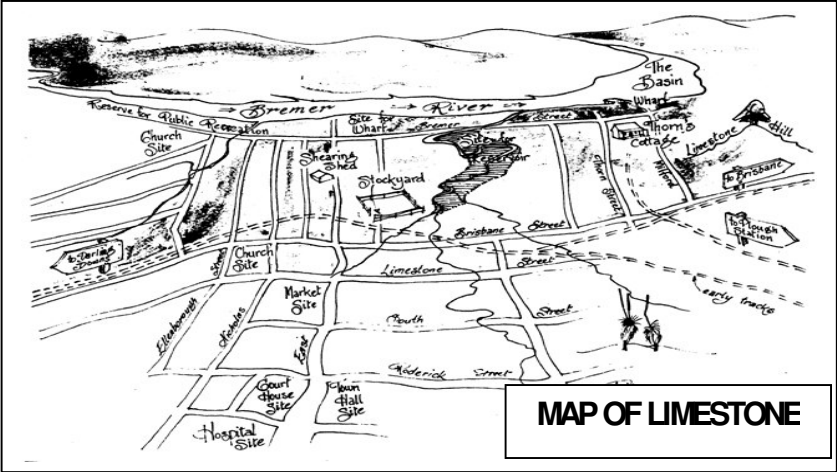 The
Basin
Wharf
Bremer River
Reserve for Public Recreation
Site for
Wharf
Bremer Street
Church
Site
Shearing
Shed
Site for
Reservoir
Thorn's
Cottage
Limestone Hill
Stockyard
Thorn Street
Milford
to Brisbane
to Plough
Station
to Darling
Downs
Brisbane Street
Church
Site
Limestone Street
early tracks
Ellenborough Street
Nicholas
Market
Site
East
South Street
Roderick Street
Court
House
Site
Town
Hall
Site
Hospital
Site
MAP OF LIMESTONE